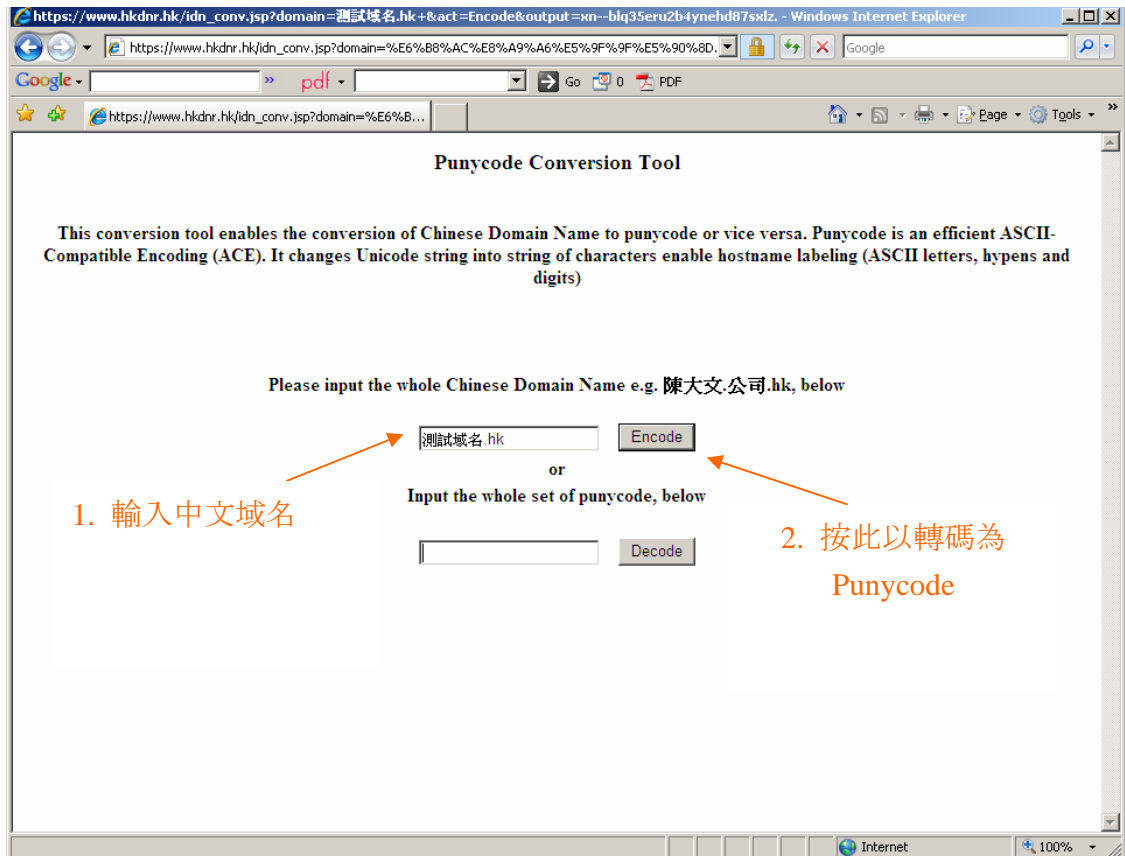 https://www.hkdnr.hk/idn_conv.jsp?domain=測試域名.hk+&act=Encode&output=xn--blq35eru2b4ynehd87sxlz. - Windows Internet Explorer
https://www.hkdnr.hk/idn_conv.jsp?domain=%E6%B8%AC%E8%A9%A6%E5%9F%9F%E5%90%8D.
Google
Google
»
pdf
Go
0
PDF
https://www.hkdnr.hk/idn_conv.jsp?domain=%E6%B...
Page
Tools
»
Punycode Conversion Tool
This conversion tool enables the conversion of Chinese Domain Name to punycode or vice versa. Punycode is an efficient ASCII-
Compatible Encoding (ACE). It changes Unicode string into string of characters enable hostname labeling (ASCII letters, hypens and
digits)
Please input the whole Chinese Domain Name e.g. 陳大文.公司.hk, below
測試域名.hk
Encode
or
Input the whole set of punycode, below
1. 輸入中文域名
Decode
2. 按此以轉碼為
Punycode
Internet
100%